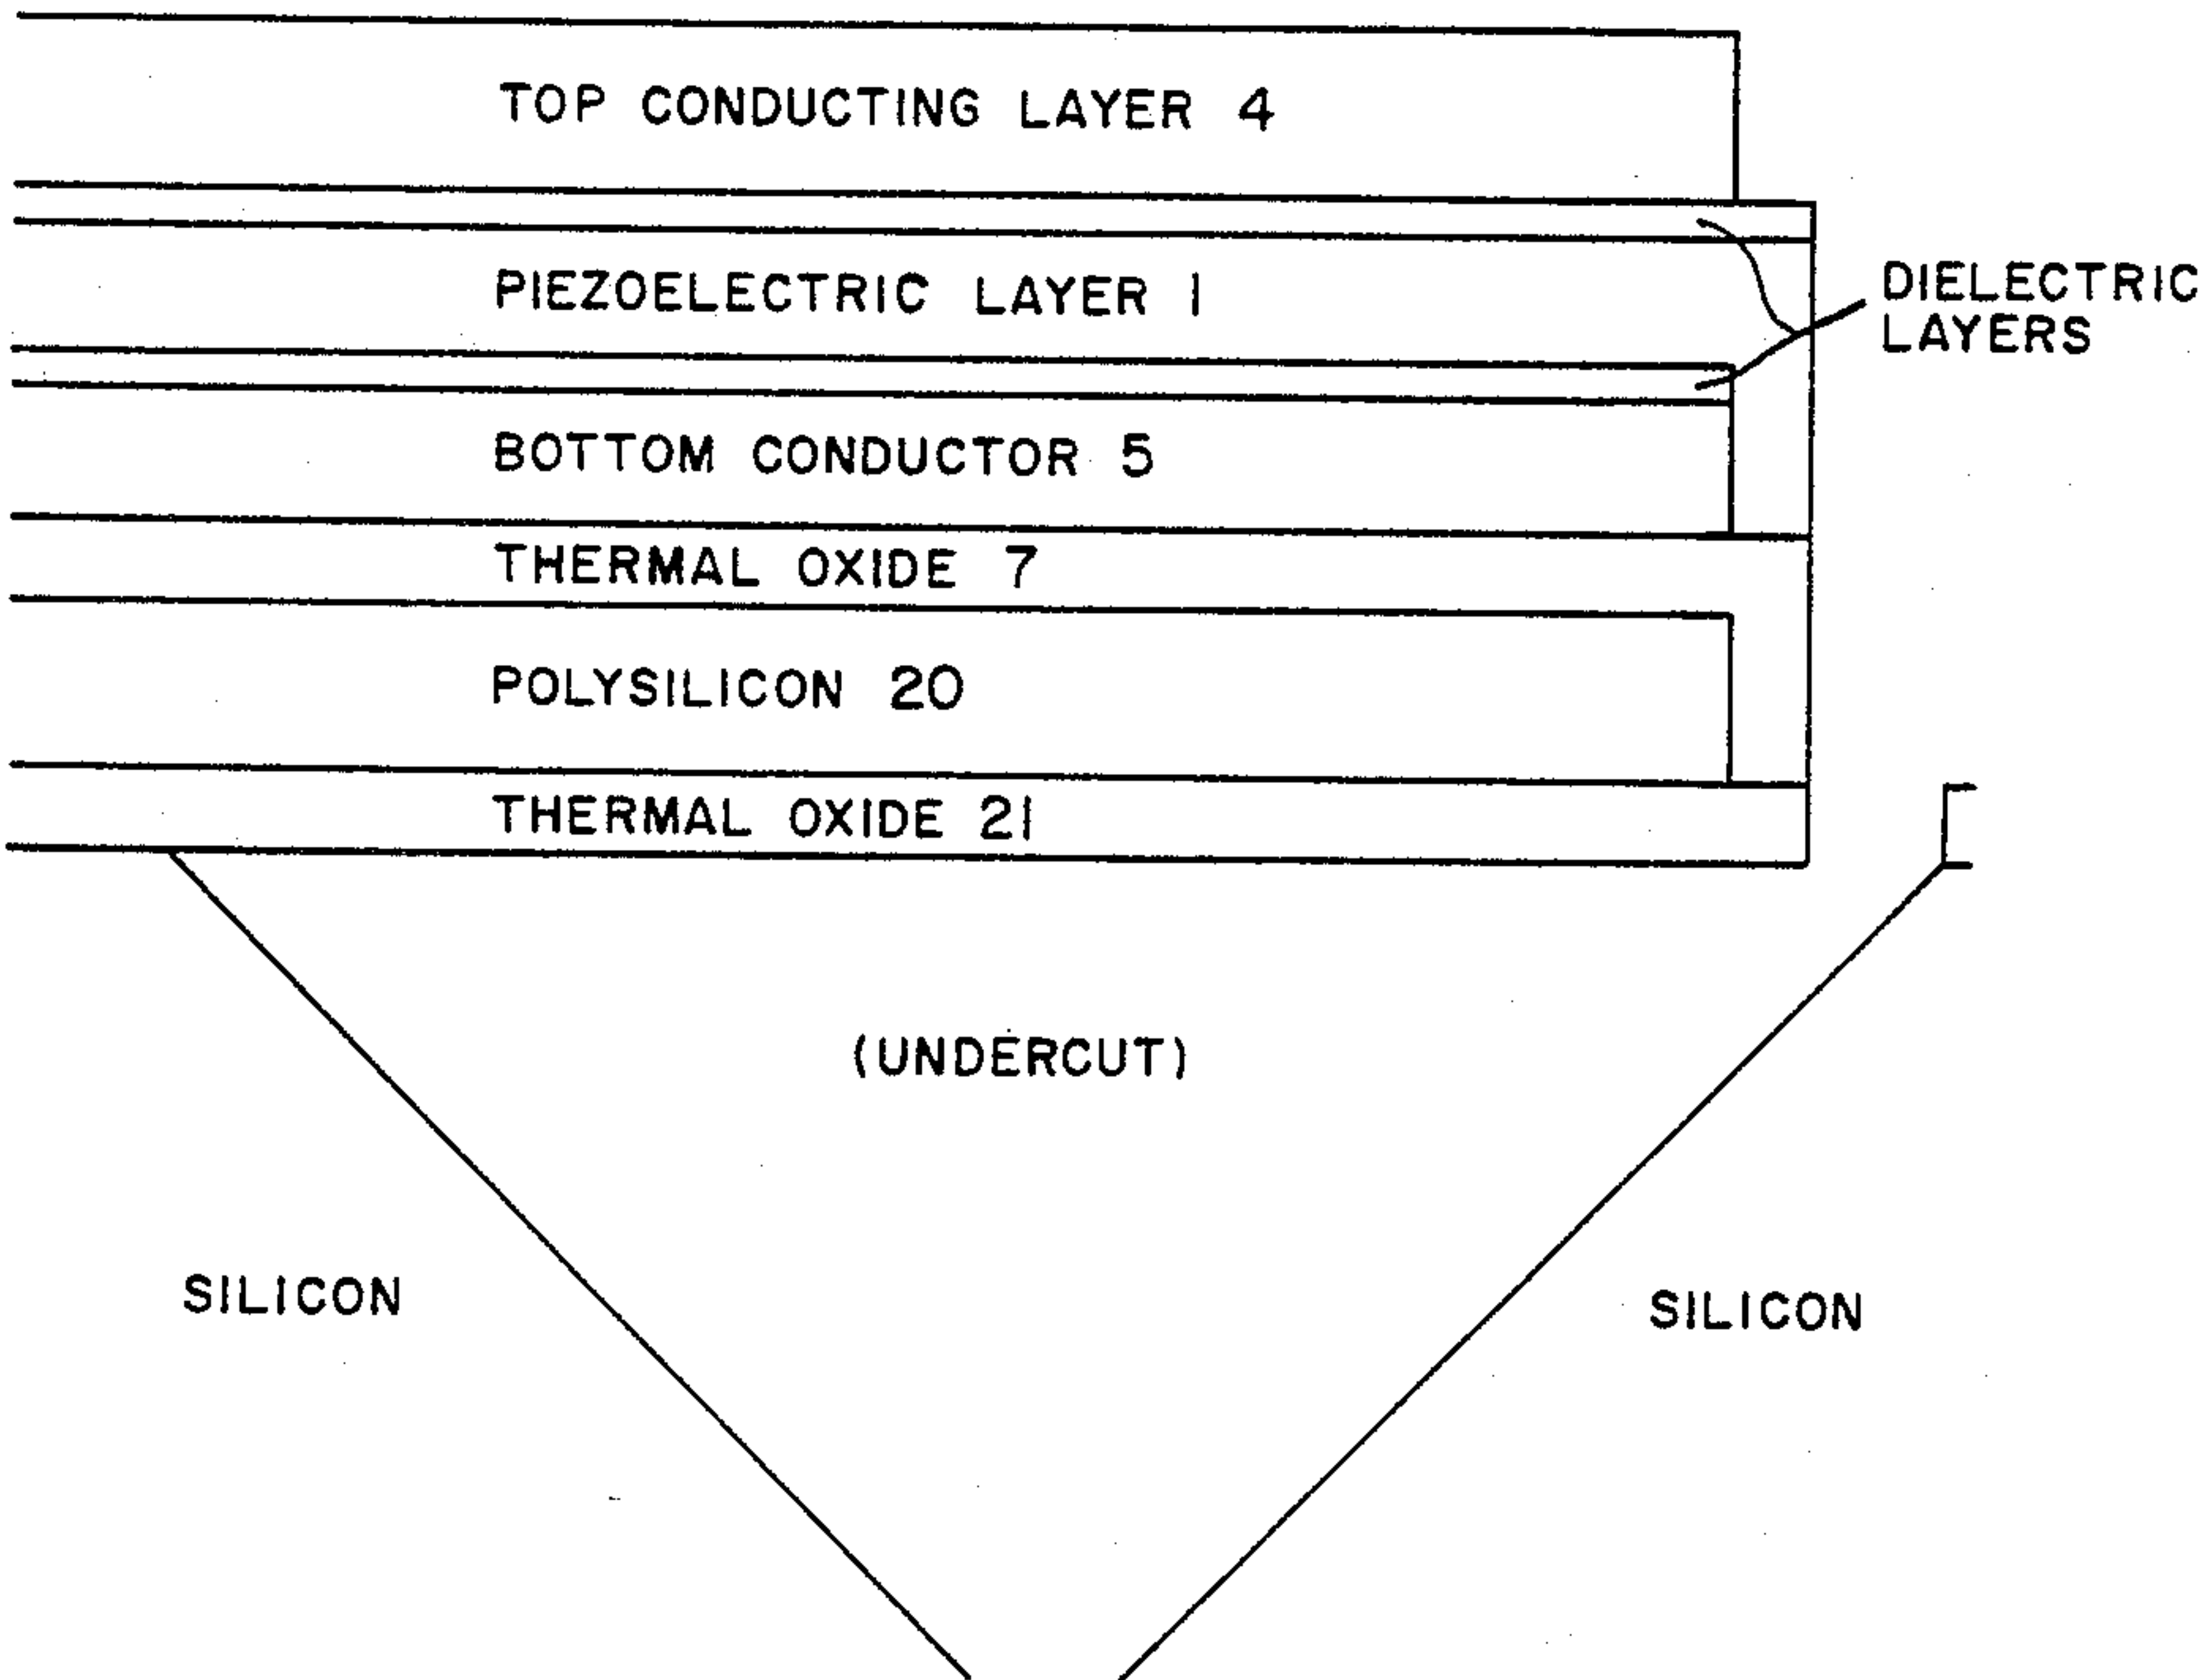 TOP CONDUCTING LAYER 4
PIEZOELECTRIC LAYER 1
DIELECTRIC
LAYERS
BOTTOM CONDUCTOR 5
THERMAL OXIDE 7
POLYSILICON 20
THERMAL OXIDE 21
(UNDERCUT)
SILICON
SILICON